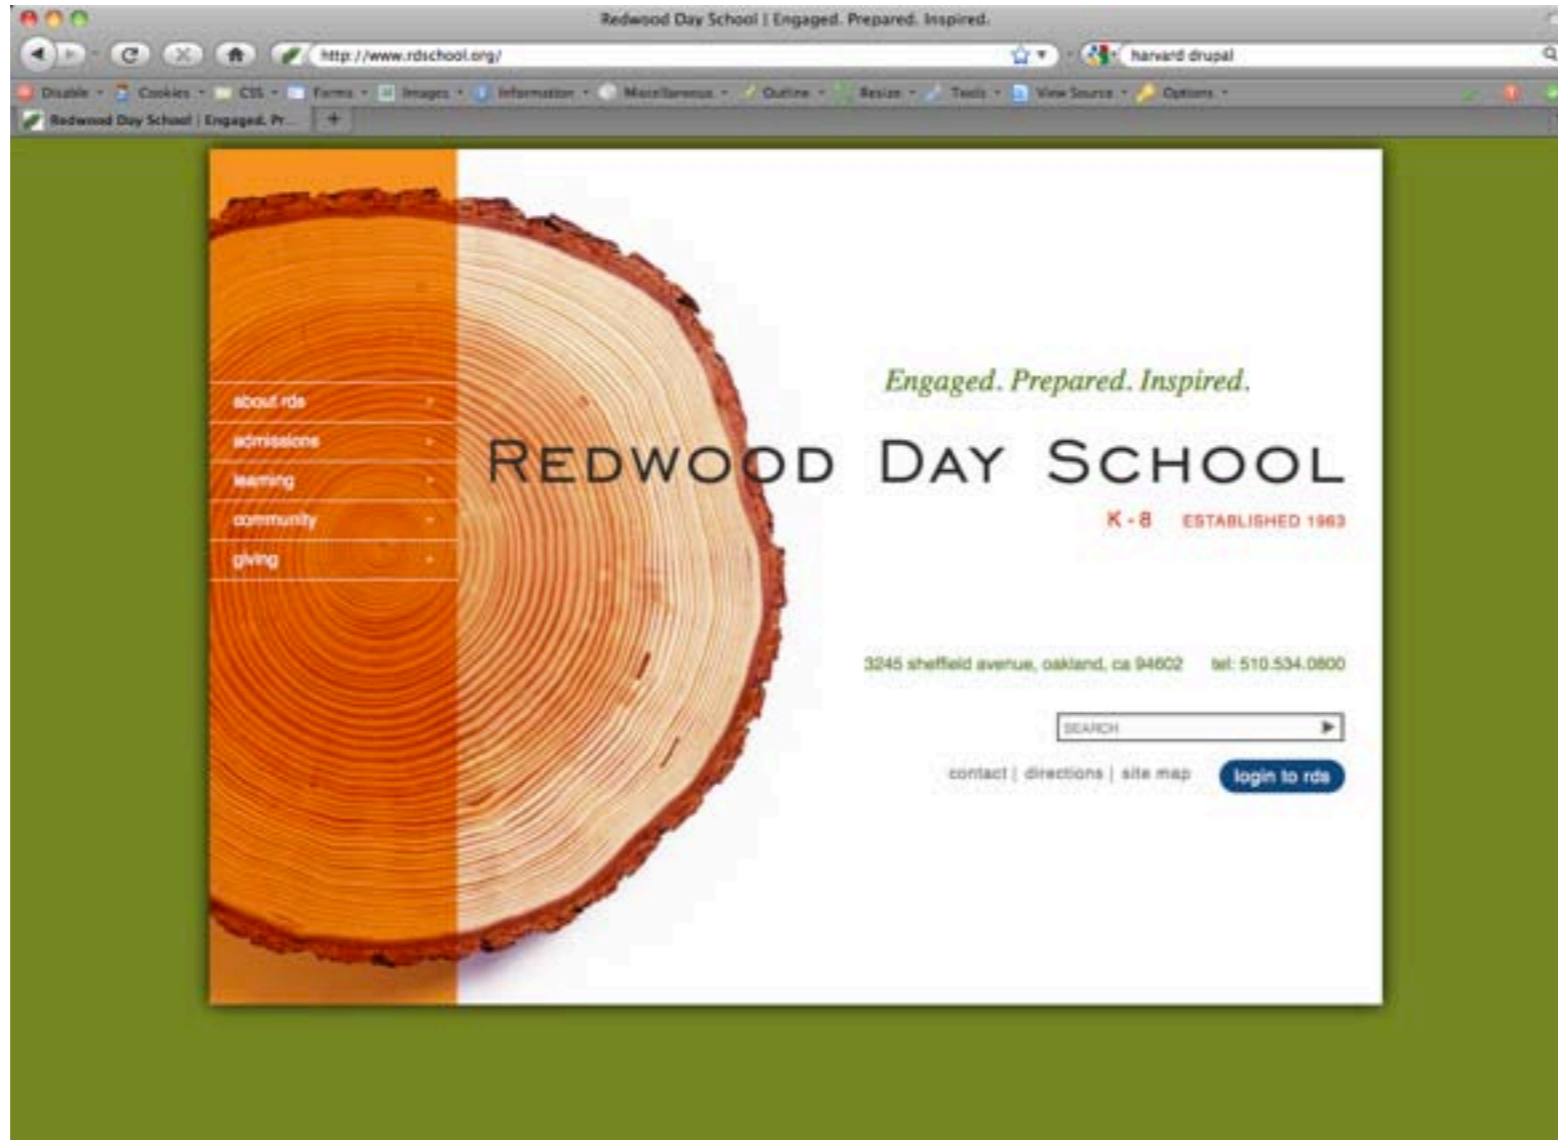 Redwood Day School | Engaged. Prepared. Inspired.
http://www.rdschool.org/
harvard drupal
Disable Cookies CSS Forms Images Information Miscellaneous Outline Resize Tools View Source Options
Redwood Day School | Engaged. Pr...
Engaged. Prepared. Inspired.
about rds
admissions
REDWOOD DAY SCHOOL
learning
community
K - 8 ESTABLISHED 1963
giving
3245 sheffield avenue, oakland, ca 94602 tel: 510.534.0800
SEARCH
contact | directions | site map
login to rds